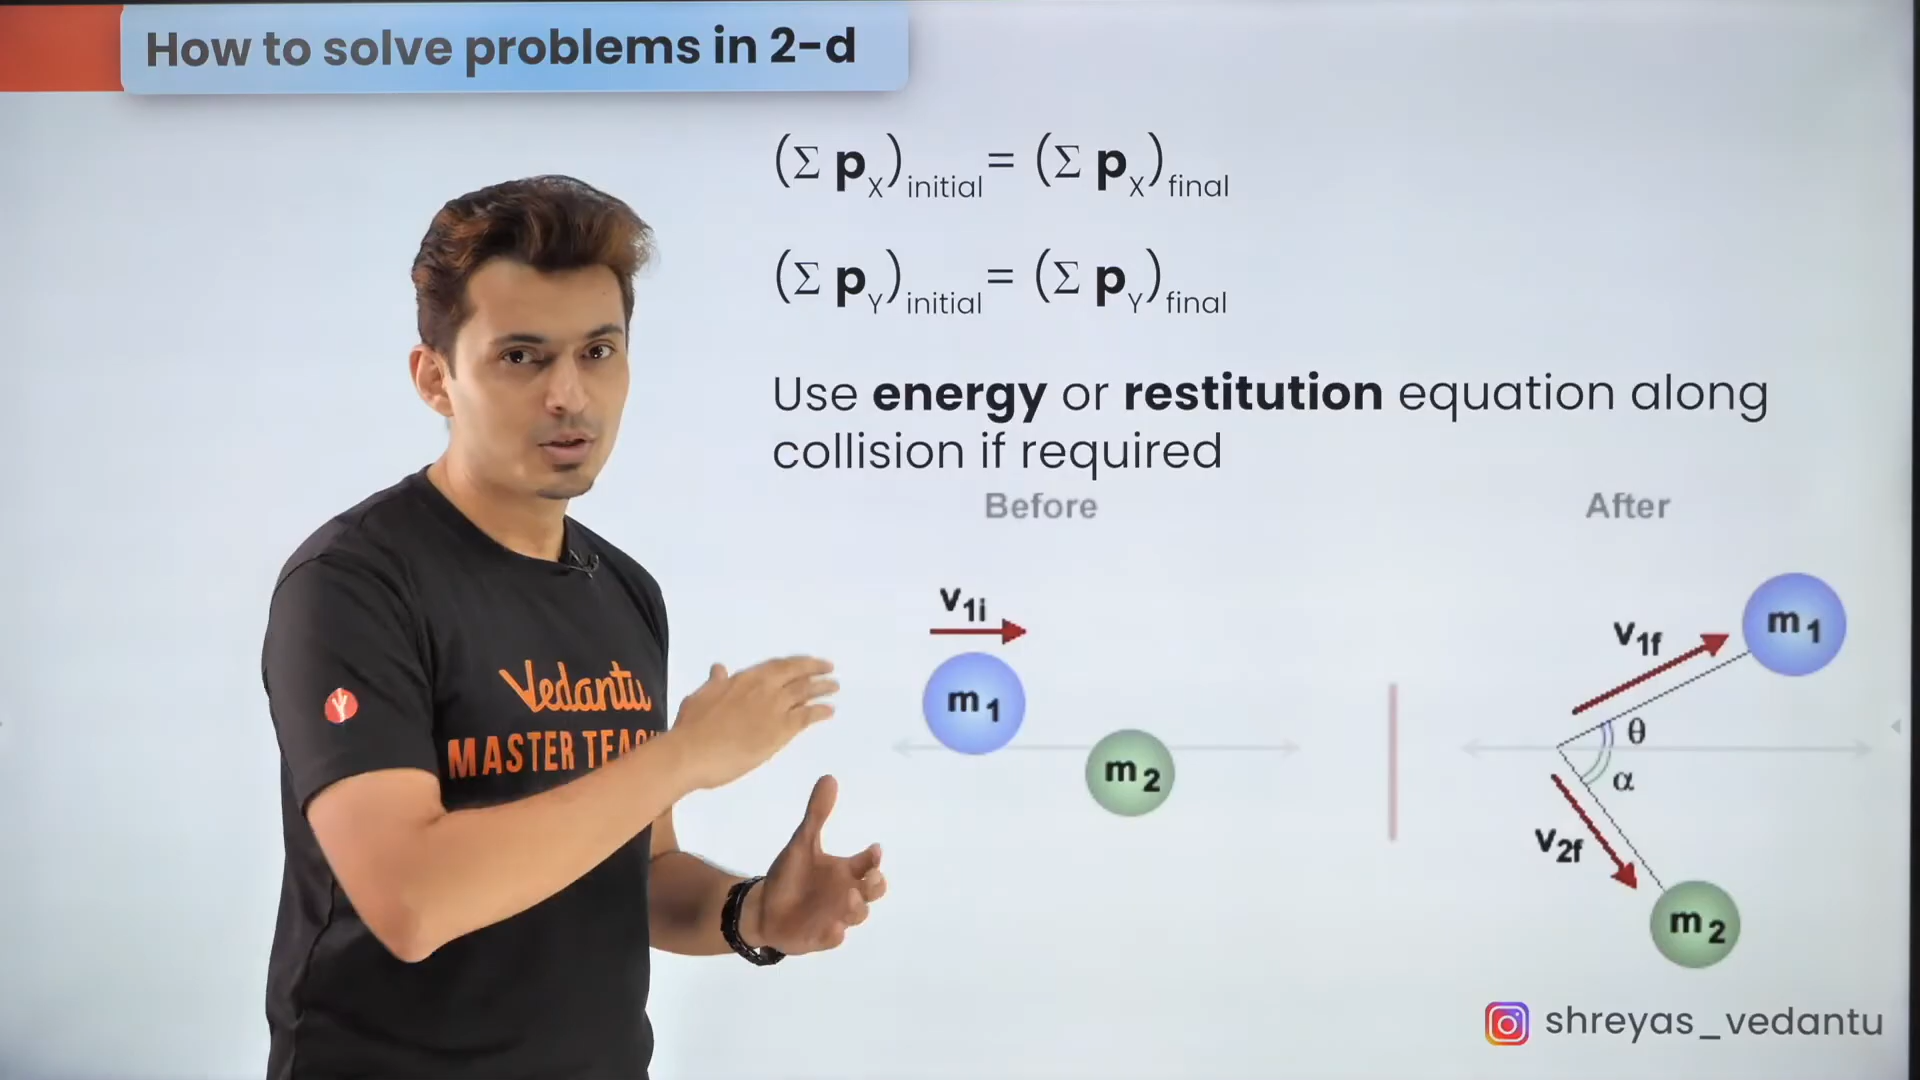 How to solve problems in 2-d
(Σ pX)initial = (Σ pX)final
(Σ pY)initial = (Σ pY)final
Use energy or restitution equation along
collision if required
Before
After
v1i
m1
m2
v1f
m1
θ
α
v2f
m2
Vedantu
MASTER
shreyas_vedantu